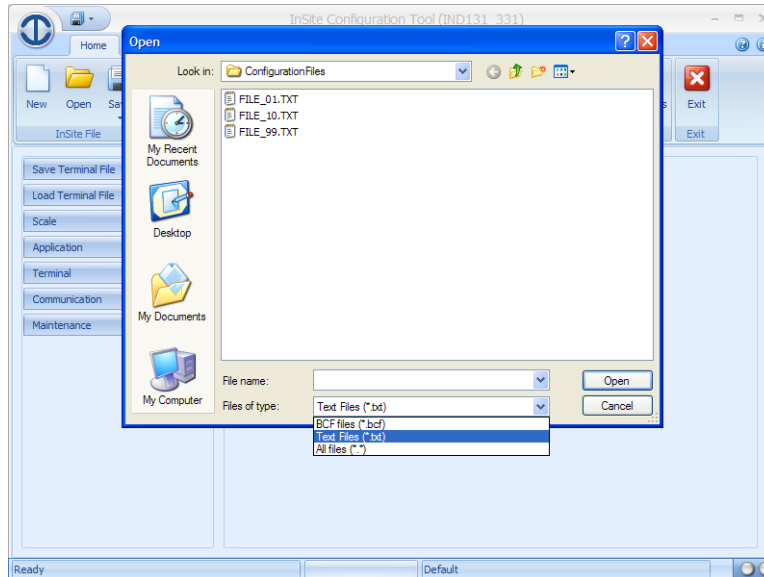 InSite Configuration Tool (IND131_331)
Home
New
Open
InSite File
Exit
Exit
Save Terminal File
Load Terminal File
Scale
Application
Terminal
Communication
Maintenance
Open
Look in:
ConfigurationFiles
My Recent
Documents
Desktop
My Documents
My Computer
FILE_01.TXT
FILE_10.TXT
FILE_99.TXT
File name:
Open
Files of type:
Text Files (*.txt)
Cancel
BCF files (*.bcf)
Text Files (*.txt)
All files (*.*)
Ready
Default